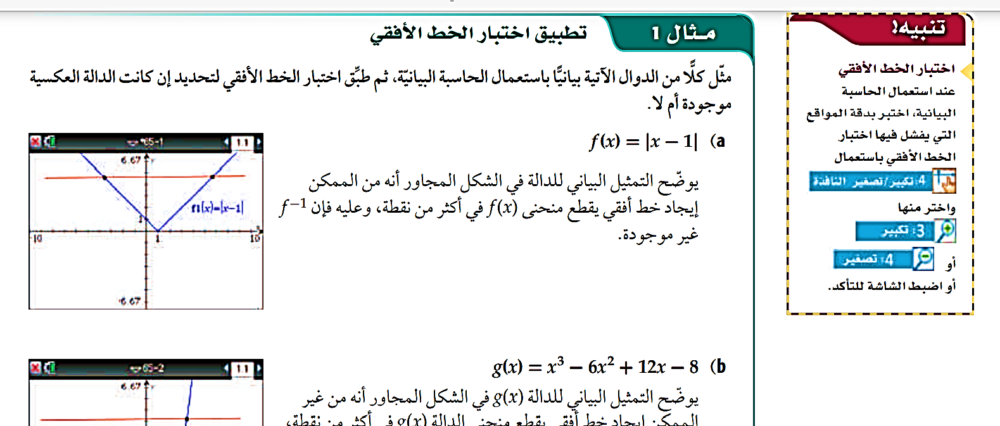 مثال 1 تطبيق اختبار الخط الأفقي
مثّل كلًّا من الدوال الآتية بيانيًّا باستعمال الحاسبة البيانيّة، ثم طبِّق اختبار الخط الأفقي لتحديد إن كانت الدالة العكسية
موجودة أم لا.
f(x) = |x − 1| (a
يوضّح التمثيل البياني للدالة في الشكل المجاور أنه من الممكن
إيجاد خط أفقي يقطع منحنى f(x) في أكثر من نقطة، وعليه فإن f⁻¹
غير موجودة.
1.1
6.67 y
f1(x)=|x-1|
1
-10 1 10 x
-6.67
g(x) = x³ − 6x² + 12x − 8 (b
يوضّح التمثيل البياني للدالة g(x) في الشكل المجاور أنه من غير
الممكن إيجاد خط أفقي يقطع منحنى الدالة g(x) في أكثر من نقطة،
1.1
6.67 y
تنبيه!
اختبار الخط الأفقي
عند استعمال الحاسبة
البيانية، اختبر بدقة المواقع
التي يفشل فيها اختبار
الخط الأفقي باستعمال
4: تكبير/تصغير النافذة
واختر منها
3: تكبير
أو
4: تصغير
أو اضبط الشاشة للتأكد.